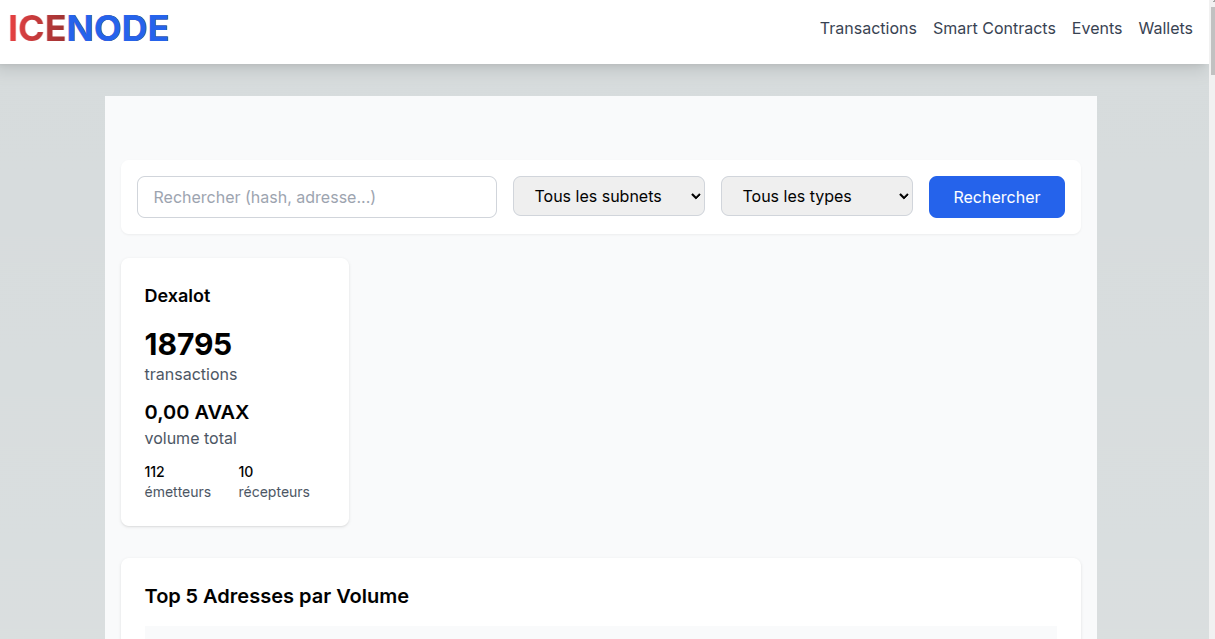 ICENODE
Transactions Smart Contracts Events Wallets
Rechercher (hash, adresse...) Tous les subnets Tous les types Rechercher
Dexalot
18795
transactions
0,00 AVAX
volume total
112 10
émetteurs récepteurs
Top 5 Adresses par Volume